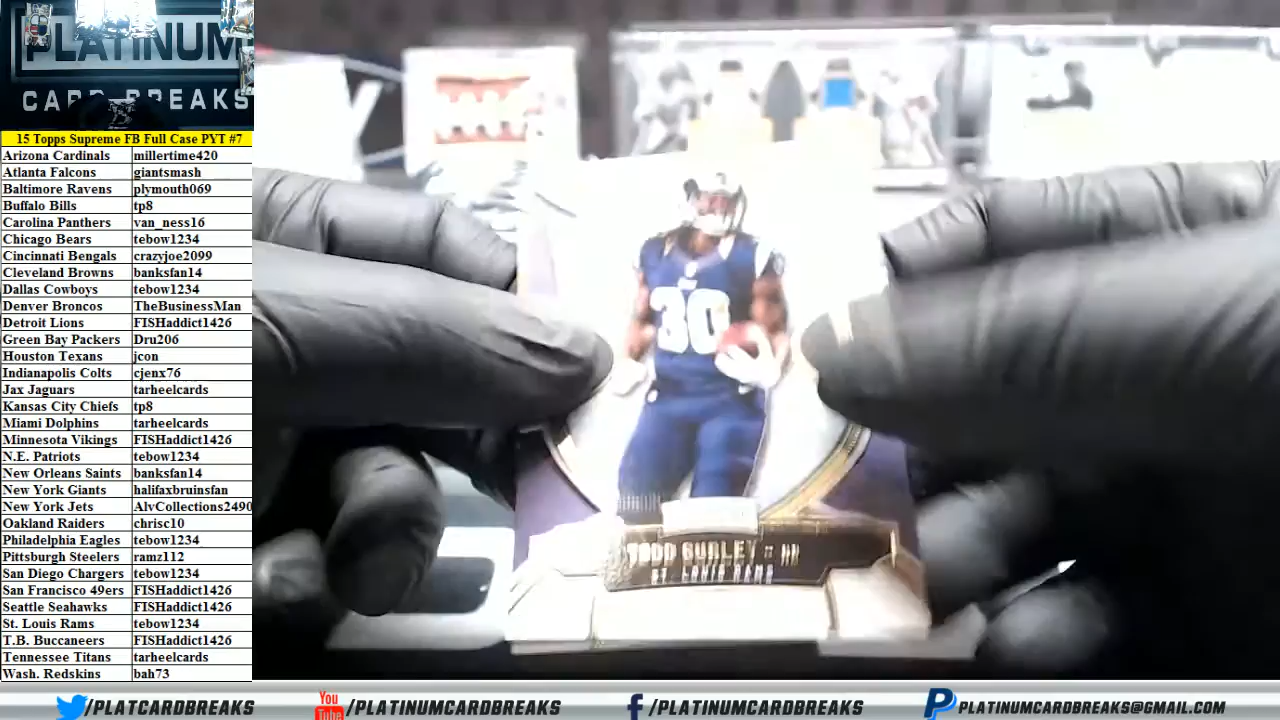 PLATINUM
CARD BREAKS
15 Topps Supreme FB Full Case PYT #7
Arizona Cardinals millertime420
Atlanta Falcons giantsmash
Baltimore Ravens plymouth069
Buffalo Bills tp8
Carolina Panthers van_ness16
Chicago Bears tebow1234
Cincinnati Bengals crazyjoe2099
Cleveland Browns banksfan14
Dallas Cowboys tebow1234
Denver Broncos TheBusinessMan
Detroit Lions FISHaddict1426
Green Bay Packers Dru206
Houston Texans jcon
Indianapolis Colts cjenx76
Jax Jaguars tarheelcards
Kansas City Chiefs tp8
Miami Dolphins tarheelcards
Minnesota Vikings FISHaddict1426
N.E. Patriots tebow1234
New Orleans Saints banksfan14
New York Giants halifaxbruinsfan
New York Jets AlvCollections2490
Oakland Raiders chrisc10
Philadelphia Eagles tebow1234
Pittsburgh Steelers ramz112
San Diego Chargers tebow1234
San Francisco 49ers FISHaddict1426
Seattle Seahawks FISHaddict1426
St. Louis Rams tebow1234
T.B. Buccaneers FISHaddict1426
Tennessee Titans tarheelcards
Wash. Redskins bah73
30
TODD GURLEY :: RB
ST. LOUIS RAMS
/PLATCARDBREAKS
You Tube /PLATINUMCARDBREAKS
/PLATINUMCARDBREAKS
PLATINUMCARDBREAKS@GMAIL.COM